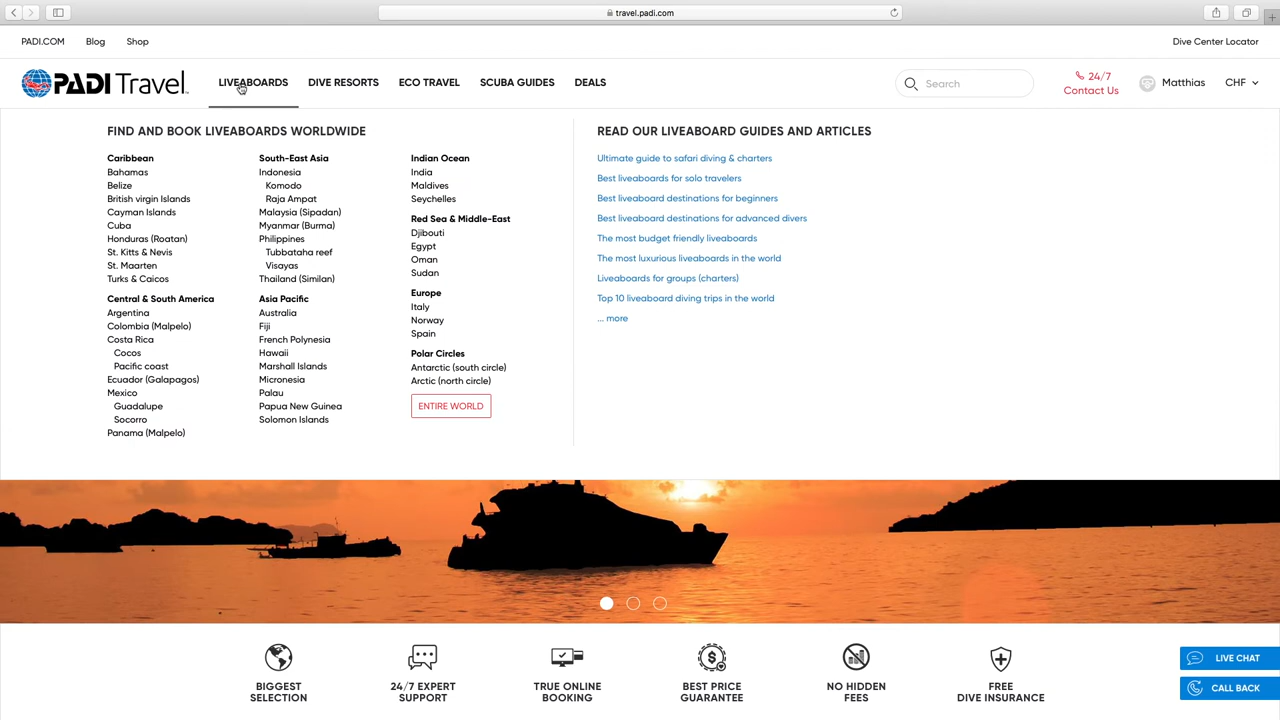 travel.padi.com
PADI.COM
Blog
Shop
Dive Center Locator
PADI Travel
LIVEABOARDS
DIVE RESORTS
ECO TRAVEL
SCUBA GUIDES
DEALS
Search
24/7
Contact Us
Matthias
CHF
FIND AND BOOK LIVEABOARDS WORLDWIDE
Caribbean
Bahamas
Belize
British virgin Islands
Cayman Islands
Cuba
Honduras (Roatan)
St. Kitts & Nevis
St. Maarten
Turks & Caicos
Central & South America
Argentina
Colombia (Malpelo)
Costa Rica
Cocos
Pacific coast
Ecuador (Galapagos)
Mexico
Guadalupe
Socorro
Panama (Malpelo)
South-East Asia
Indonesia
Komodo
Raja Ampat
Malaysia (Sipadan)
Myanmar (Burma)
Philippines
Tubbataha reef
Visayas
Thailand (Similan)
Asia Pacific
Australia
Fiji
French Polynesia
Hawaii
Marshall Islands
Micronesia
Palau
Papua New Guinea
Solomon Islands
Indian Ocean
India
Maldives
Seychelles
Red Sea & Middle-East
Djibouti
Egypt
Oman
Sudan
Europe
Italy
Norway
Spain
Polar Circles
Antarctic (south circle)
Arctic (north circle)
ENTIRE WORLD
READ OUR LIVEABOARD GUIDES AND ARTICLES
Ultimate guide to safari diving & charters
Best liveaboards for solo travelers
Best liveaboard destinations for beginners
Best liveaboard destinations for advanced divers
The most budget friendly liveaboards
The most luxurious liveaboards in the world
Liveaboards for groups (charters)
Top 10 liveaboard diving trips in the world
... more
BIGGEST
SELECTION
24/7 EXPERT
SUPPORT
TRUE ONLINE
BOOKING
BEST PRICE
GUARANTEE
NO HIDDEN
FEES
FREE
DIVE INSURANCE
LIVE CHAT
CALL BACK